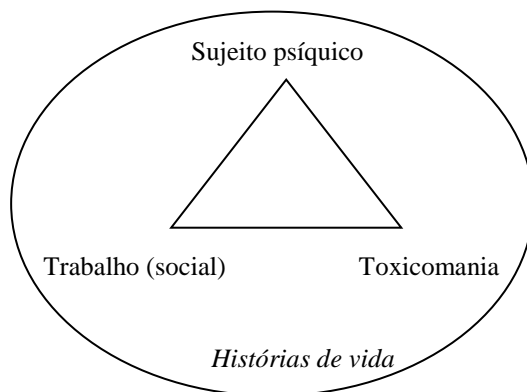 Sujeito psíquico
Trabalho (social) Toxicomania
Histórias de vida